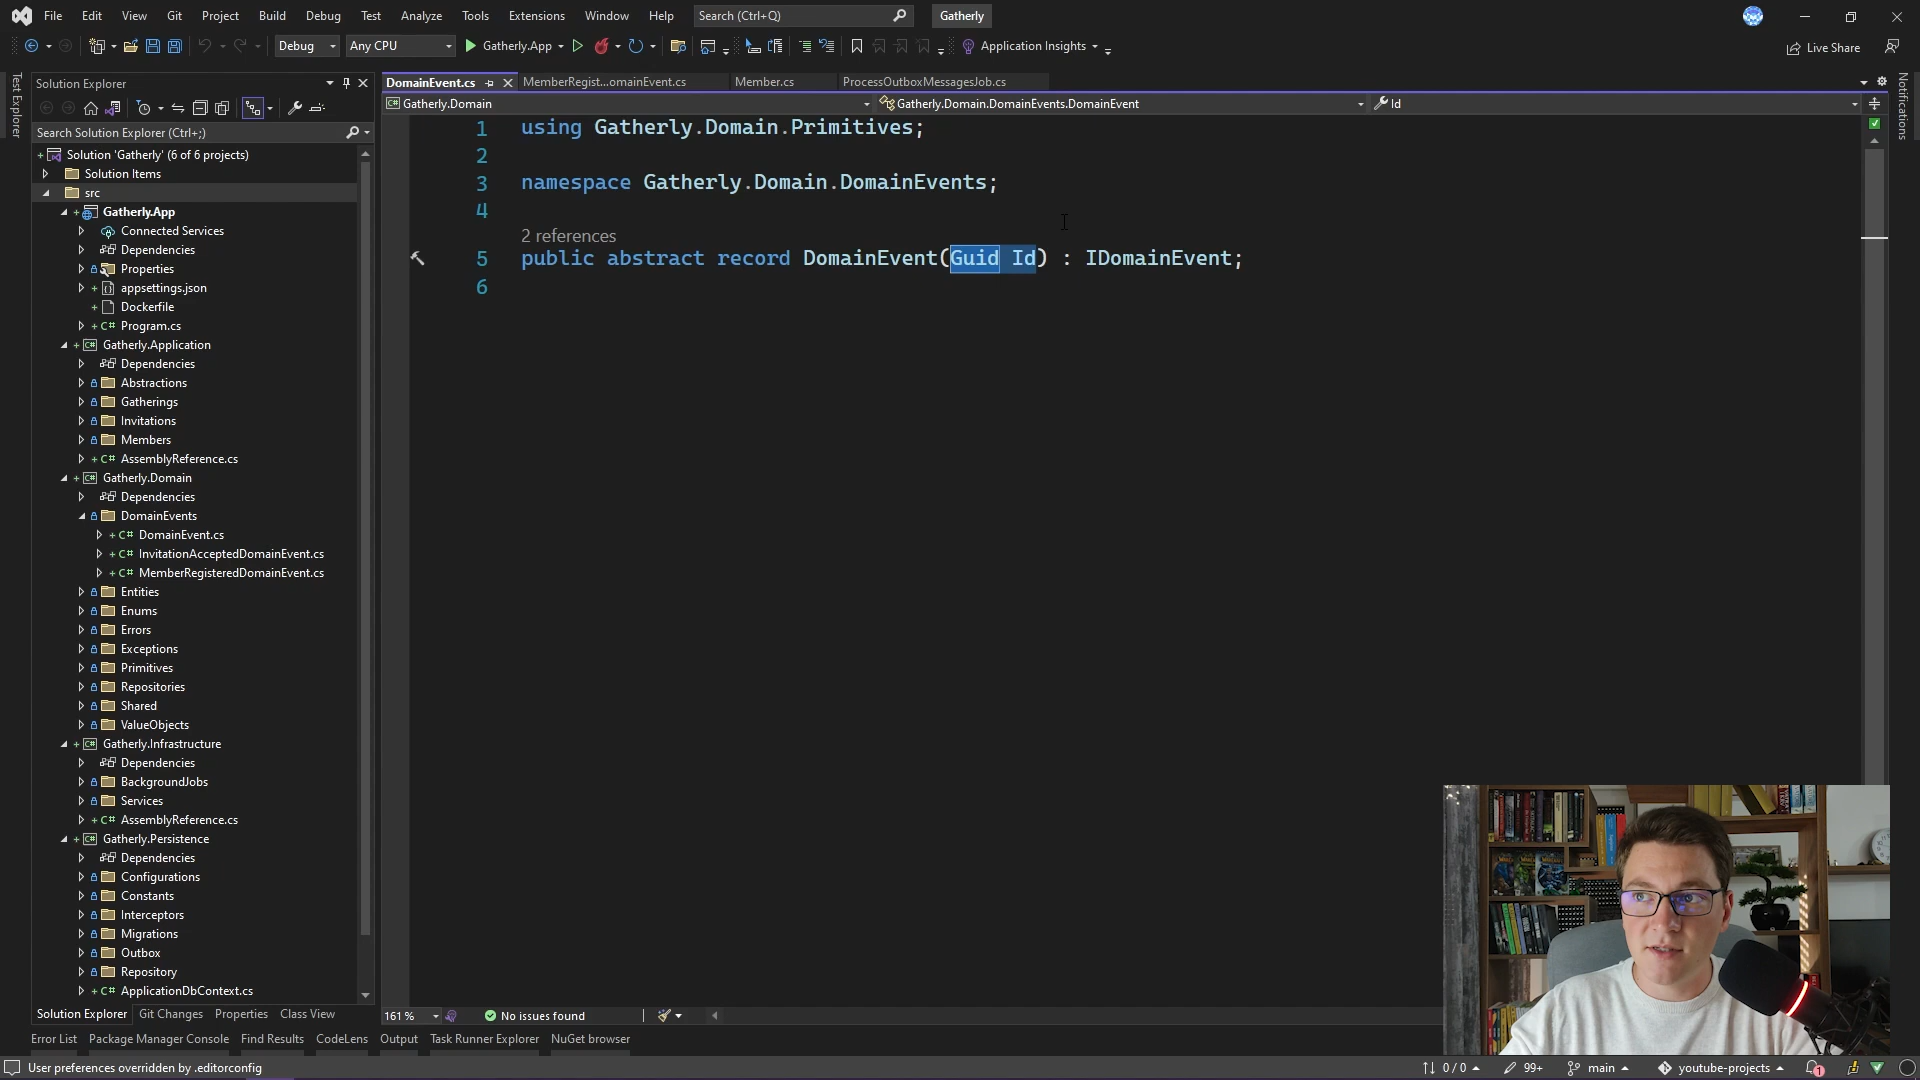 File Edit View Git Project Build Debug Test Analyze Tools Extensions Window Help Search (Ctrl+Q) Gatherly
Debug Any CPU Gatherly.App Application Insights Live Share
Test Explorer
Solution Explorer
Search Solution Explorer (Ctrl+;)
Solution 'Gatherly' (6 of 6 projects)
Solution Items
src
Gatherly.App
Connected Services
Dependencies
Properties
appsettings.json
Dockerfile
Program.cs
Gatherly.Application
Dependencies
Abstractions
Gatherings
Invitations
Members
AssemblyReference.cs
Gatherly.Domain
Dependencies
DomainEvents
DomainEvent.cs
InvitationAcceptedDomainEvent.cs
MemberRegisteredDomainEvent.cs
Entities
Enums
Errors
Exceptions
Primitives
Repositories
Shared
ValueObjects
Gatherly.Infrastructure
Dependencies
BackgroundJobs
Services
AssemblyReference.cs
Gatherly.Persistence
Dependencies
Configurations
Constants
Interceptors
Migrations
Outbox
Repository
ApplicationDbContext.cs
Solution Explorer Git Changes Properties Class View
DomainEvent.cs MemberRegist...omainEvent.cs Member.cs ProcessOutboxMessagesJob.cs
Gatherly.Domain Gatherly.Domain.DomainEvents.DomainEvent Id
1 using Gatherly.Domain.Primitives;
2
3 namespace Gatherly.Domain.DomainEvents;
4
2 references
5 public abstract record DomainEvent(Guid Id) : IDomainEvent;
6
Notifications
161 % No issues found
Error List Package Manager Console Find Results CodeLens Output Task Runner Explorer NuGet browser
User preferences overridden by .editorconfig 0 / 0 99+ main youtube-projects 1